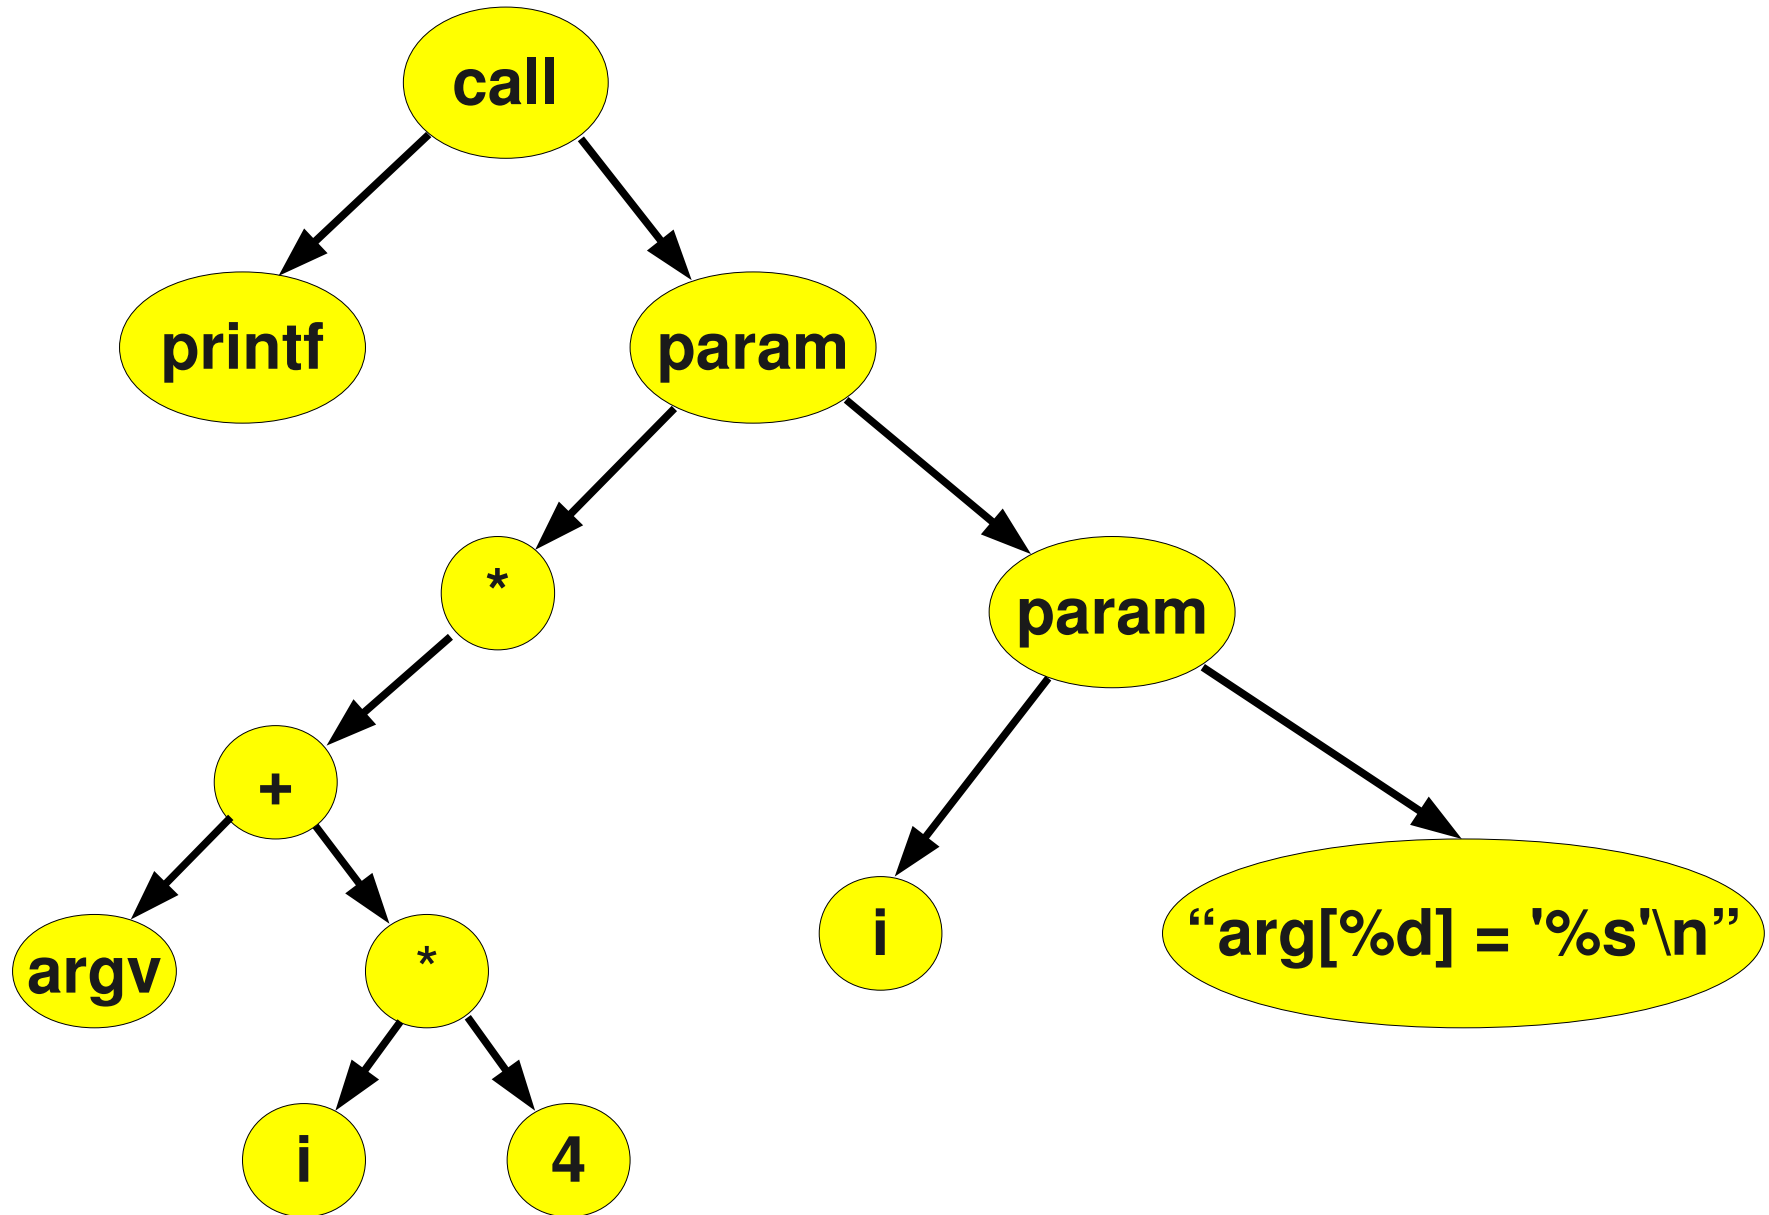 call
printf
param
*
param
+
argv
*
i
“arg[%d] = '%s'\n”
i
4